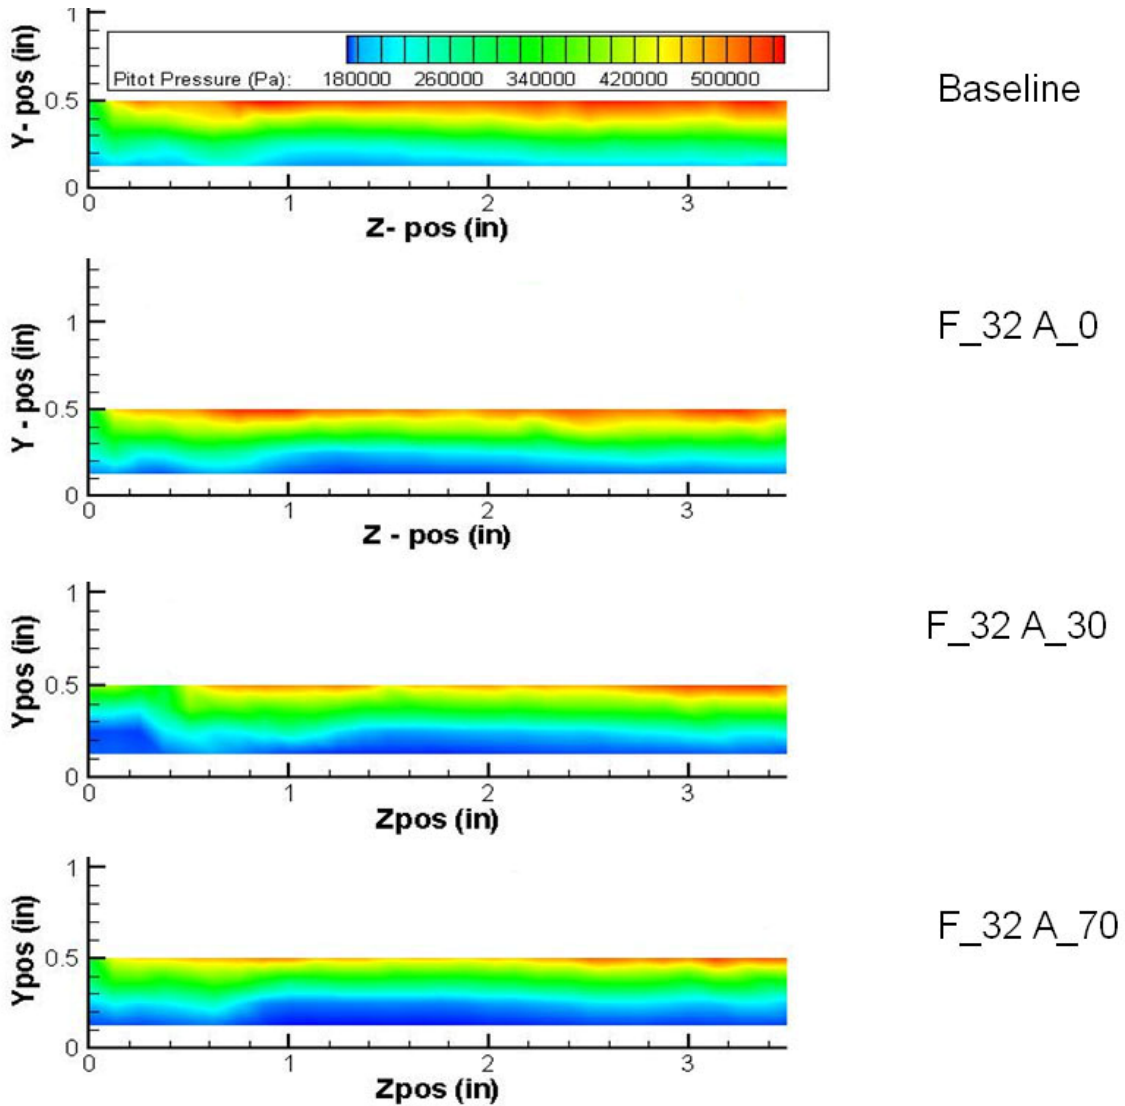 1
Pitot Pressure (Pa): 180000 260000 340000 420000 500000
Baseline
0.5
Y- pos (in)
0
0 1 2 3
Z- pos (in)
F_32 A_0
1
Y - pos (in)
0.5
0
0 1 2 3
Z - pos (in)
F_32 A_30
1
Ypos (in)
0.5
0
0 1 2 3
Zpos (in)
F_32 A_70
1
Ypos (in)
0.5
0
0 1 2 3
Zpos (in)